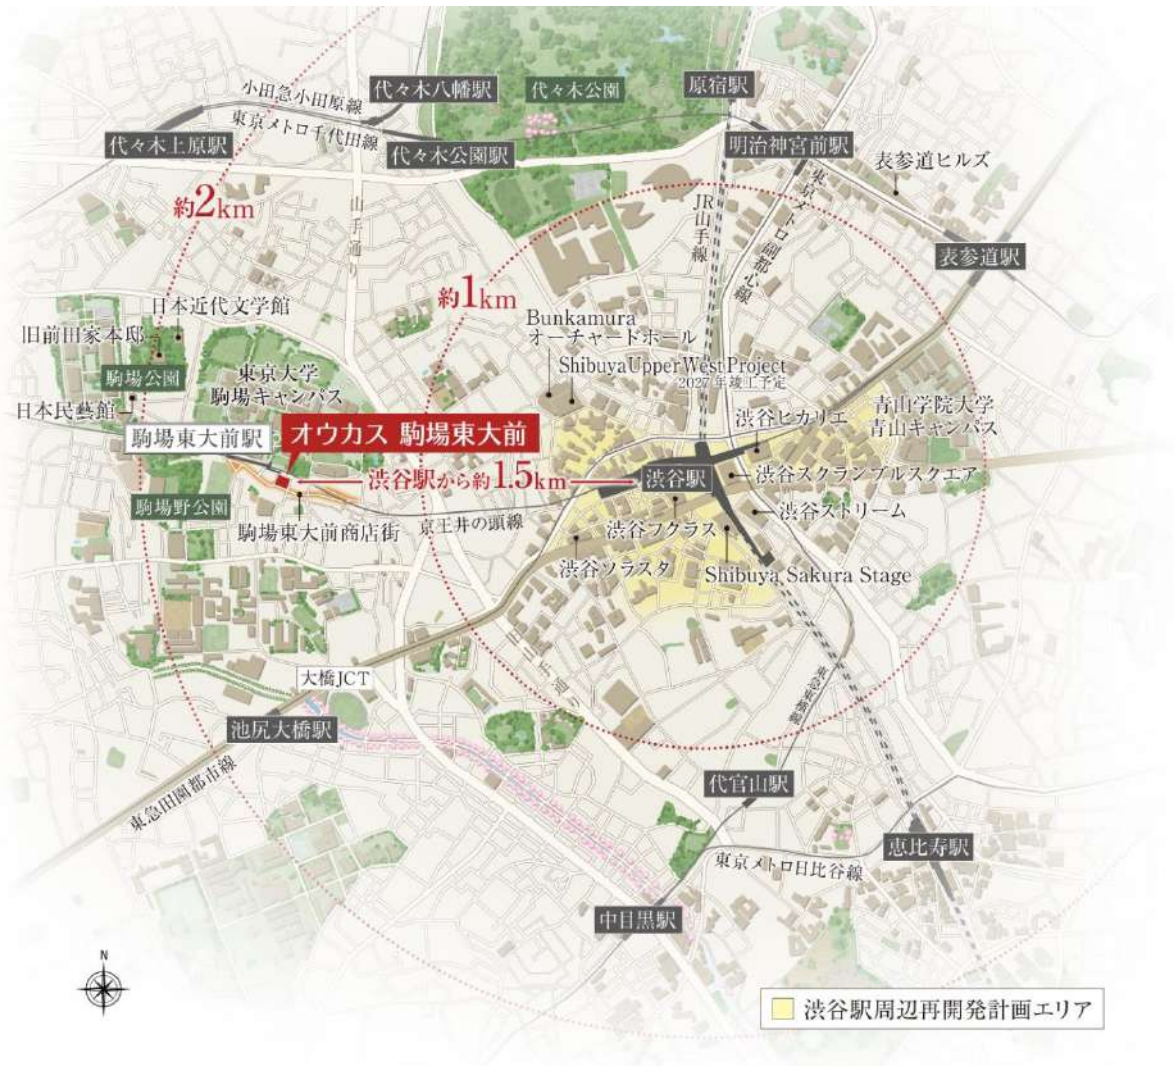 代々木八幡駅
代々木公園
原宿駅
小田急小田原線
東京メトロ千代田線
代々木上原駅
代々木公園駅
明治神宮前駅
表参道ヒルズ
約2km
山手通り
JR山手線
東京メトロ副都心線
表参道駅
約1km
日本近代文学館
旧前田家本邸
駒場公園
日本民藝館
東京大学
駒場キャンパス
Bunkamura
オーチャードホール
Shibuya Upper West Project
2027年竣工予定
渋谷ヒカリエ
青山学院大学
青山キャンパス
駒場東大前駅
オウカス 駒場東大前
渋谷駅から約1.5km
渋谷駅
渋谷スクランブルスクエア
駒場野公園
駒場東大前商店街
京王井の頭線
渋谷フクラス
渋谷ストリーム
渋谷ソラスタ
Shibuya Sakura Stage
大橋JCT
池尻大橋駅
東急田園都市線
東急東横線
代官山駅
東京メトロ日比谷線
恵比寿駅
中目黒駅
N
渋谷駅周辺再開発計画エリア